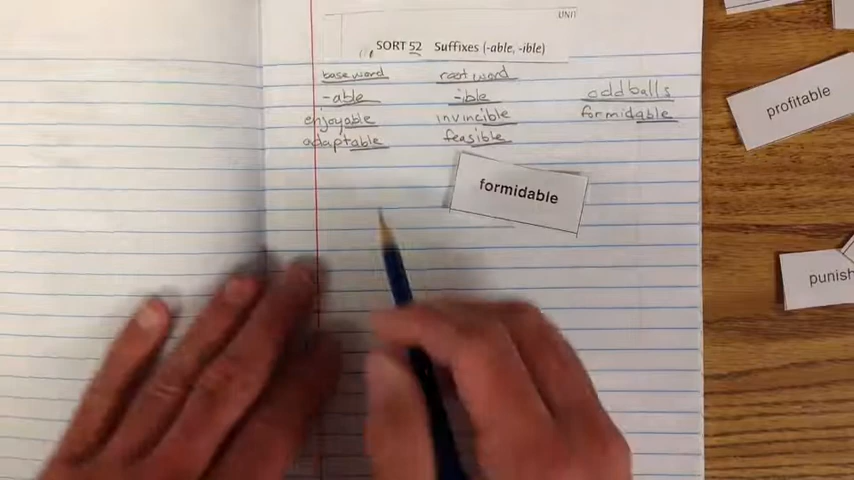 UNIT
SORT 52 Suffixes (-able, -ible)
base word root word oddballs
-able -ible formidable
enjoyable invincible
adaptable feasible
formidable
profitable
punish